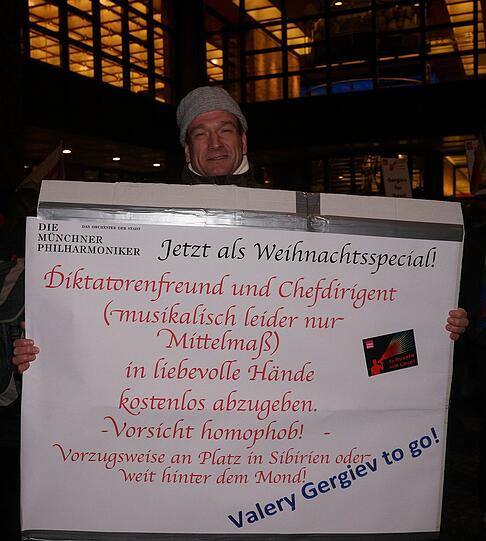 DIE
MÜNCHNER
PHILHARMONIKER
DAS ORCHESTER DER STADT
Jetzt als Weihnachtsspecial!
Diktatorenfreund und Chefdirigent
(musikalisch leider nur
Mittelmaß)
in liebevolle Hände
kostenlos abzugeben.
-Vorsicht homophob! -
Vorzugsweise an Platz in Sibirien oder
weit hinter dem Mond!
Valery Gergiev to go!